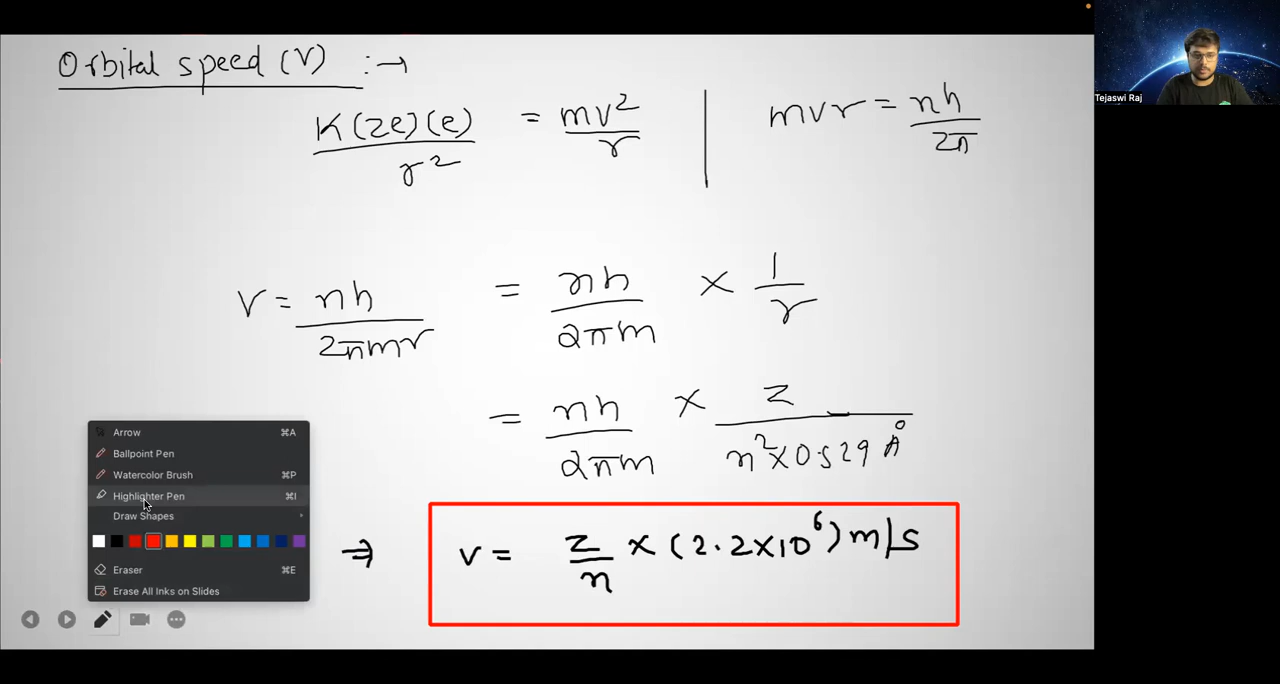 Orbital speed (V) :→
K(ze)(e)/r² = mv²/r | mvr = nh/2π
v = nh/2πmr = nh/2πm × 1/r
= nh/2πm × z/n²×0.529 Å
⇒ v = z/n × (2.2×10⁶) m/s
Tejaswi Raj
Arrow ⌘A
Ballpoint Pen
Watercolor Brush ⌘P
Highlighter Pen ⌘I
Draw Shapes
Eraser ⌘E
Erase All Inks on Slides